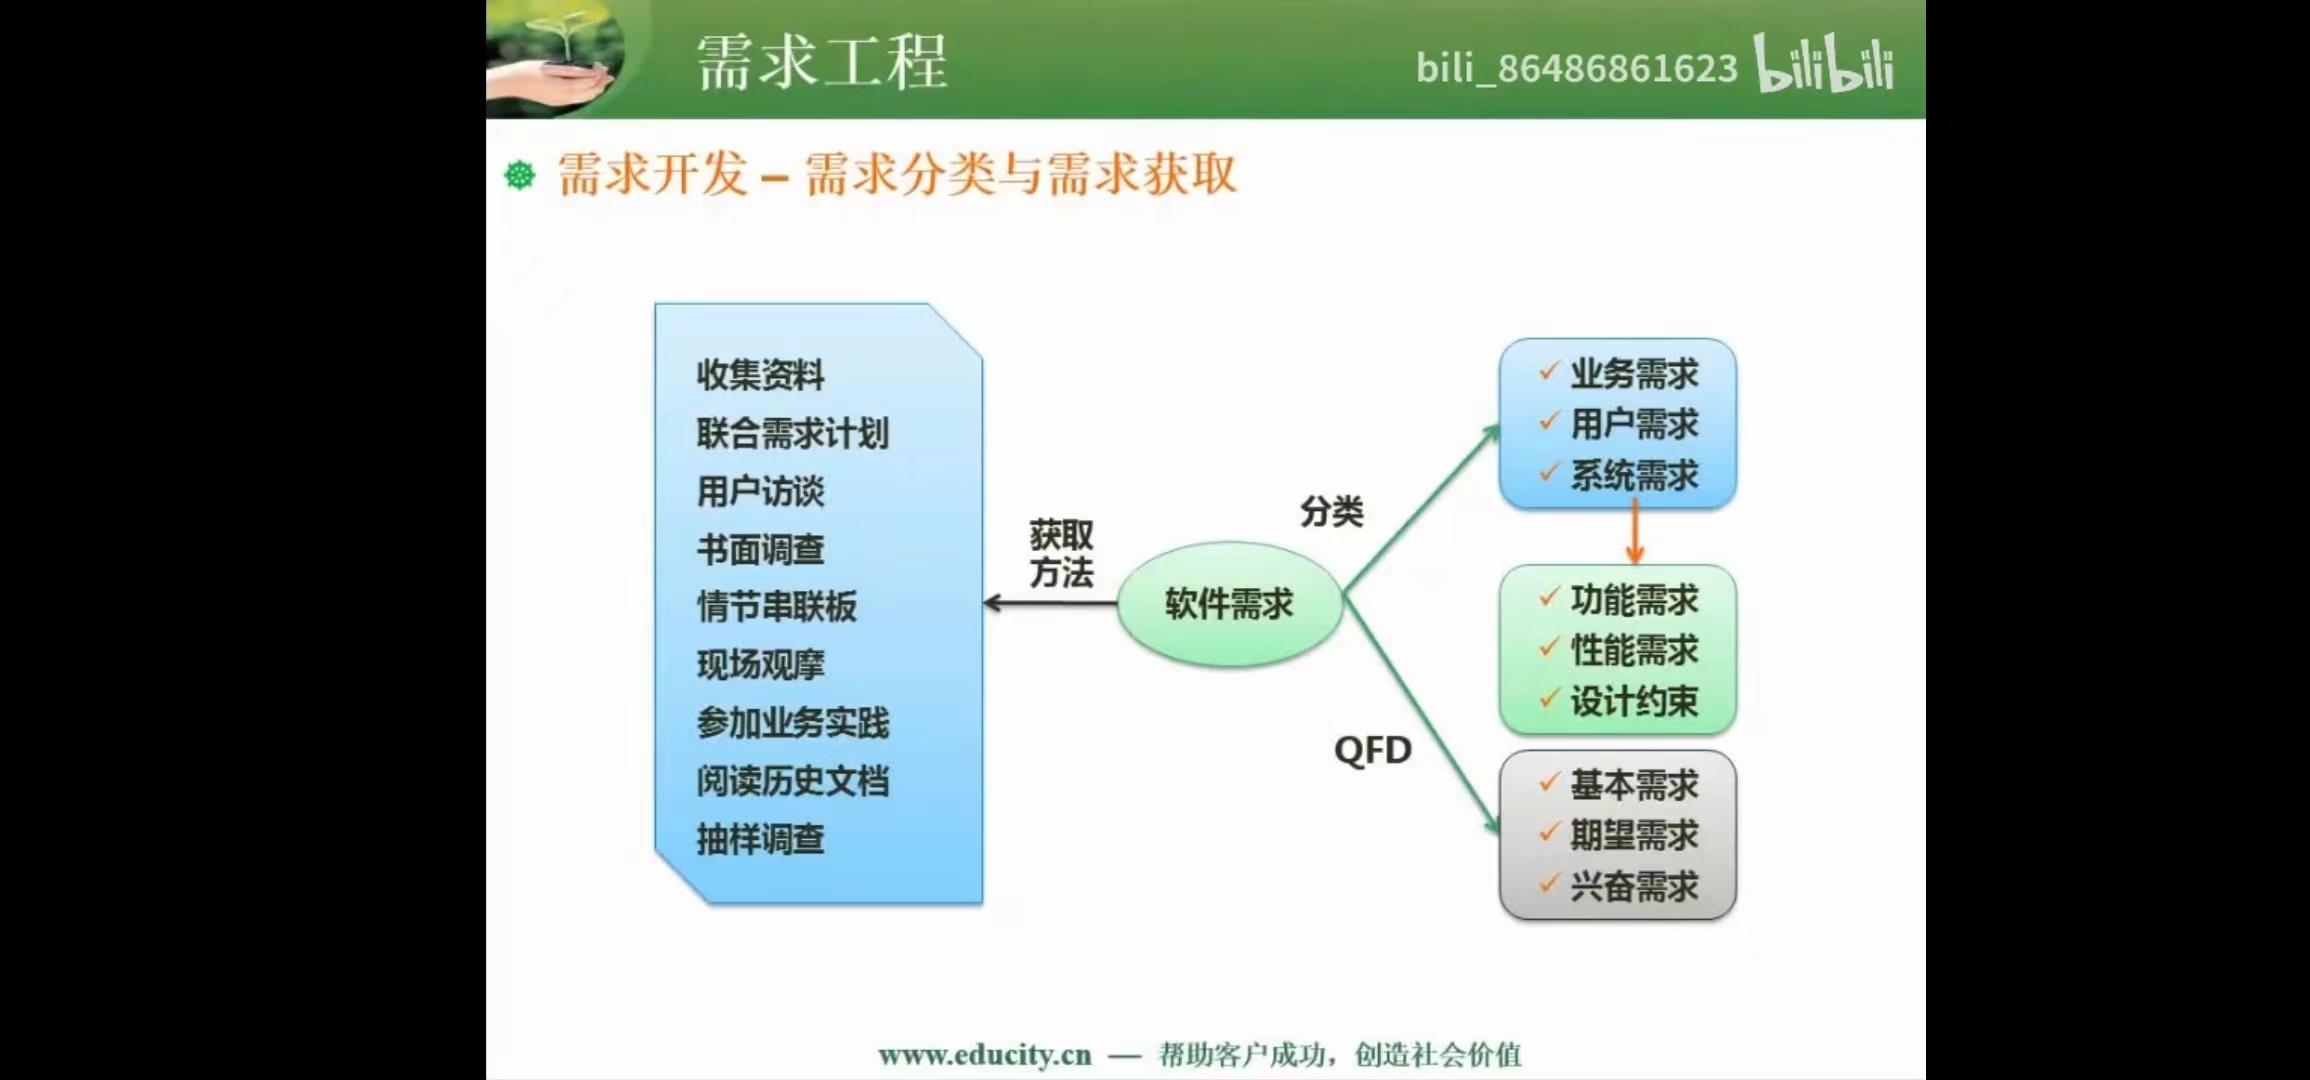 需求工程
bili_86486861623 bilibili
需求开发 – 需求分类与需求获取
收集资料
联合需求计划
用户访谈
书面调查
情节串联板
现场观摩
参加业务实践
阅读历史文档
抽样调查
获取
方法
软件需求
分类
QFD
业务需求
用户需求
系统需求
功能需求
性能需求
设计约束
基本需求
期望需求
兴奋需求
www.educity.cn — 帮助客户成功，创造社会价值